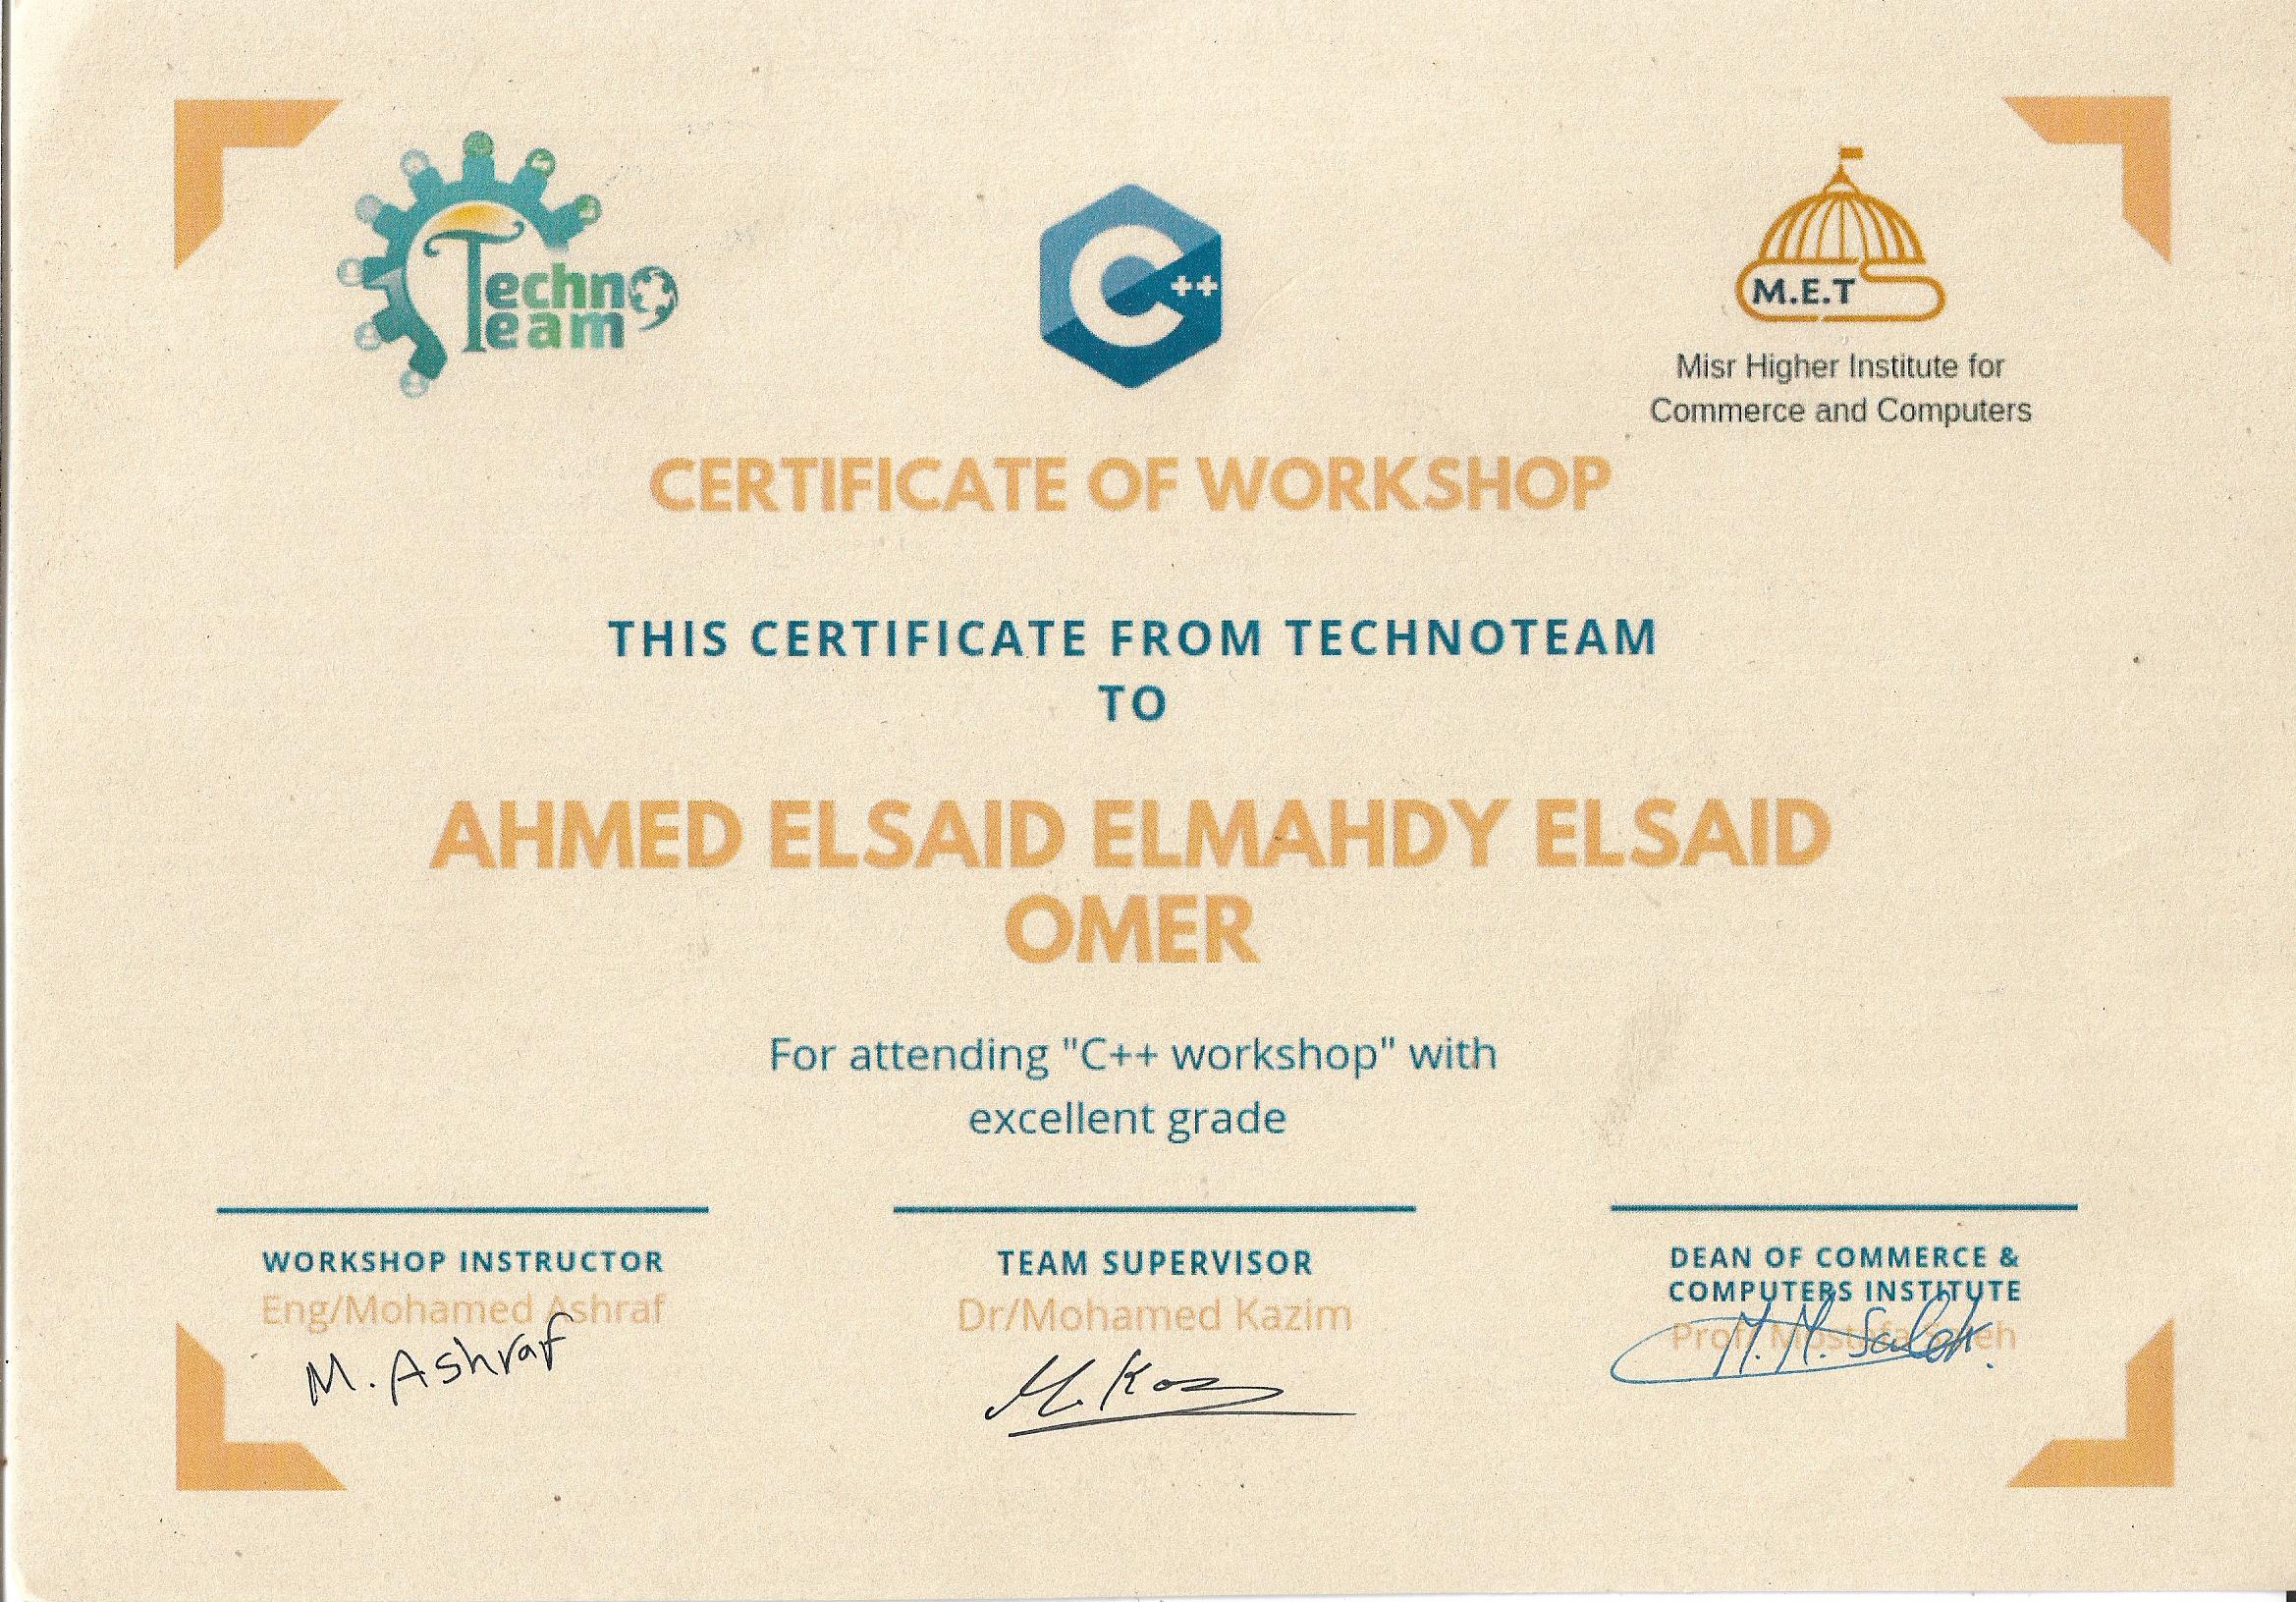 Techno
Team
C++
M.E.T
Misr Higher Institute for
Commerce and Computers
CERTIFICATE OF WORKSHOP
THIS CERTIFICATE FROM TECHNOTEAM
TO
AHMED ELSAID ELMAHDY ELSAID
OMER
For attending "C++ workshop" with
excellent grade
WORKSHOP INSTRUCTOR
Eng/Mohamed Ashraf
M. Ashraf
TEAM SUPERVISOR
Dr/Mohamed Kazim
M. Kaz
DEAN OF COMMERCE &
COMPUTERS INSTITUTE
Prof/ Mostafa Saleh
M. M. Saleh.